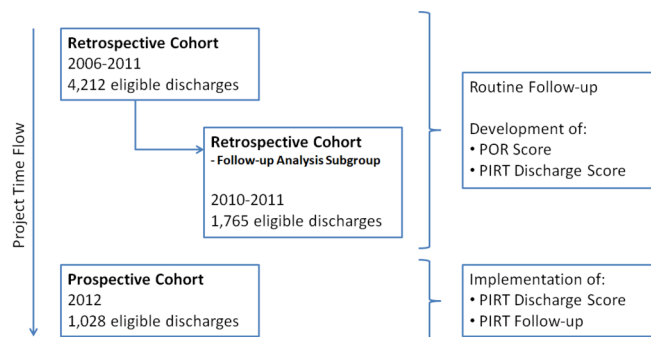 Project Time Flow
Retrospective Cohort
2006-2011
4,212 eligible discharges
Retrospective Cohort
- Follow-up Analysis Subgroup
2010-2011
1,765 eligible discharges
Routine Follow-up
Development of:
• POR Score
• PIRT Discharge Score
Prospective Cohort
2012
1,028 eligible discharges
Implementation of:
• PIRT Discharge Score
• PIRT Follow-up